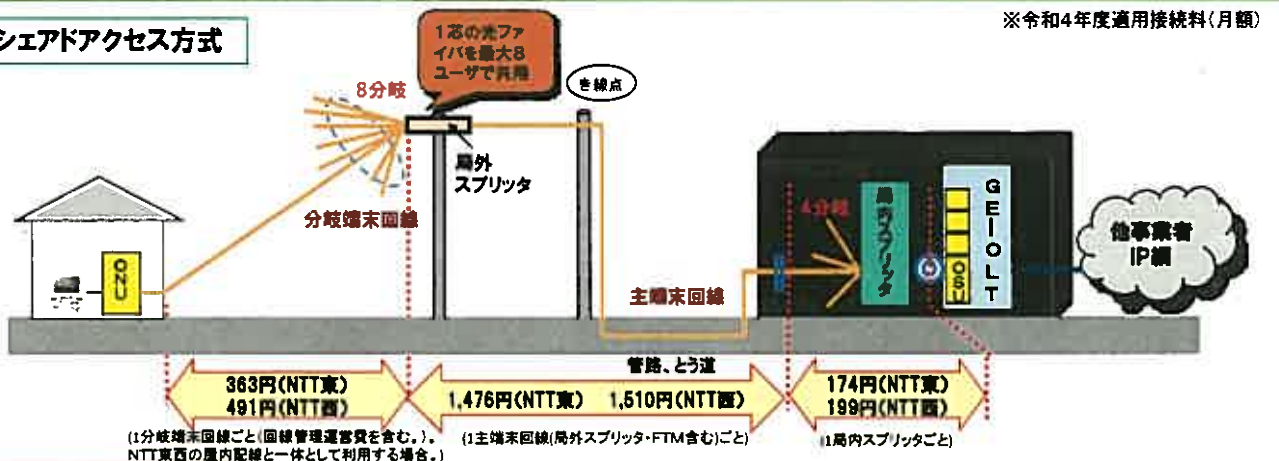 ※令和4年度適用接続料(月額)
シェアドアクセス方式
1芯の光ファ
イバを最大8
ユーザで共用
き線点
8分岐
局外
スプリッタ
分岐端末回線
ONU
4分岐
局内スプリッタ
OSU
GE-OLT
他事業者
IP網
主端末回線
管路、とう道
363円(NTT東)
491円(NTT西)
1,476円(NTT東) 1,510円(NTT西)
174円(NTT東)
199円(NTT西)
(1分岐端末回線ごと(回線管理運営費を含む。)。
NTT東西の屋内配線と一体として利用する場合。)
(1主端末回線(局外スプリッタ・FTM含む)ごと)
(1局内スプリッタごと)